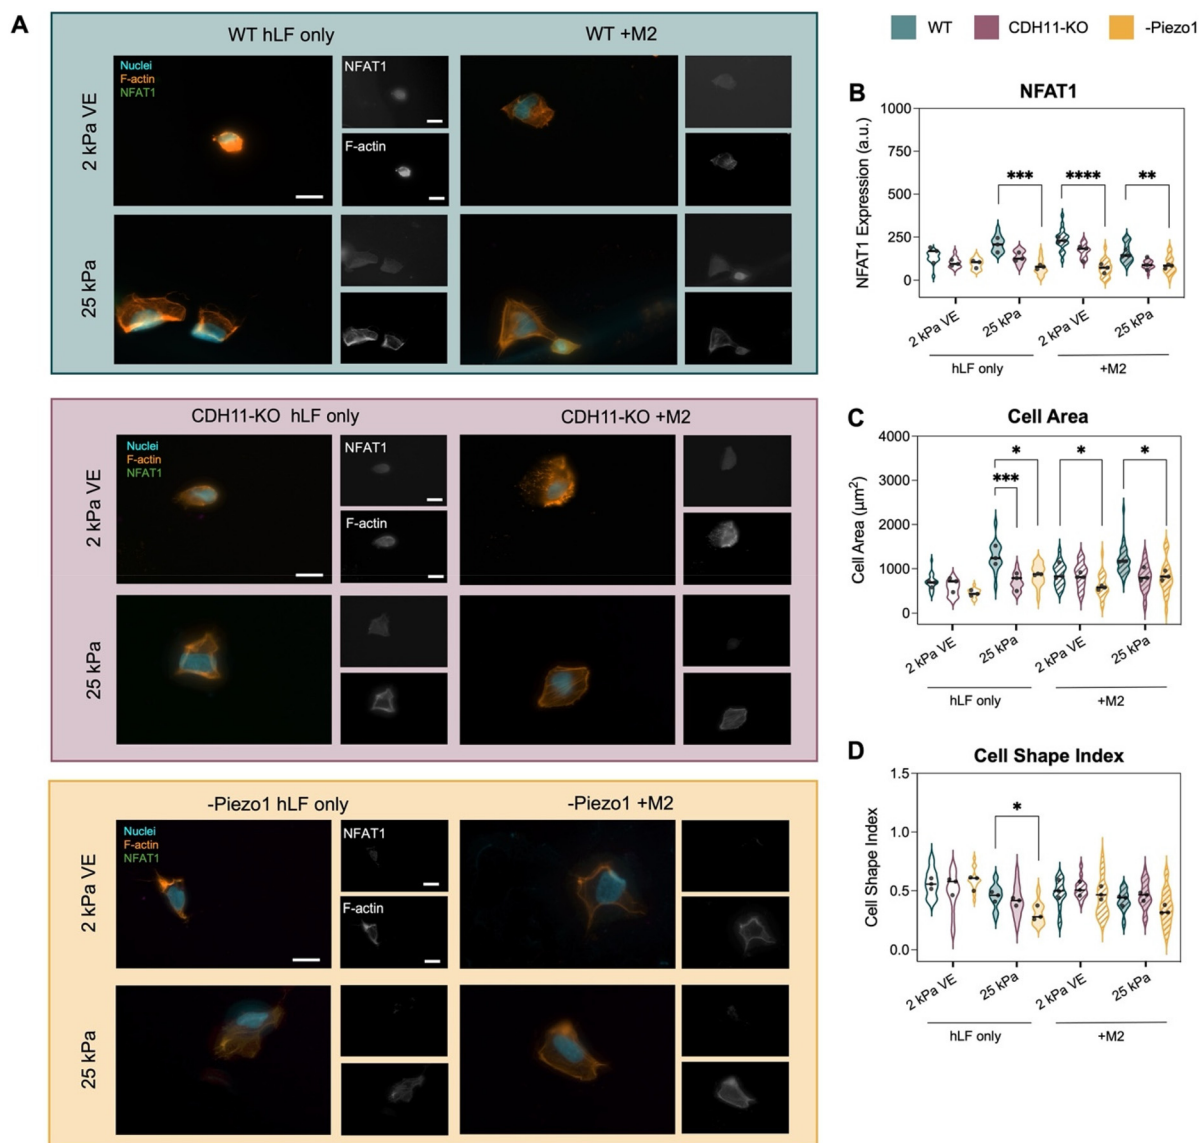 A
WT hLF only
WT +M2
2 kPa VE
Nuclei
F-actin
NFAT1
NFAT1
F-actin
25 kPa
CDH11-KO hLF only
CDH11-KO +M2
2 kPa VE
Nuclei
F-actin
NFAT1
NFAT1
F-actin
25 kPa
-Piezo1 hLF only
-Piezo1 +M2
2 kPa VE
Nuclei
F-actin
NFAT1
NFAT1
F-actin
25 kPa
WT CDH11-KO -Piezo1
B
NFAT1
NFAT1 Expression (a.u.)
1000
750
500
250
0
*** **** **
2 kPa VE 25 kPa 2 kPa VE 25 kPa
hLF only +M2
C
Cell Area
Cell Area (µm²)
4000
3000
2000
1000
0
* * *
***
2 kPa VE 25 kPa 2 kPa VE 25 kPa
hLF only +M2
D
Cell Shape Index
Cell Shape Index
1.5
1.0
0.5
0.0
*
2 kPa VE 25 kPa 2 kPa VE 25 kPa
hLF only +M2